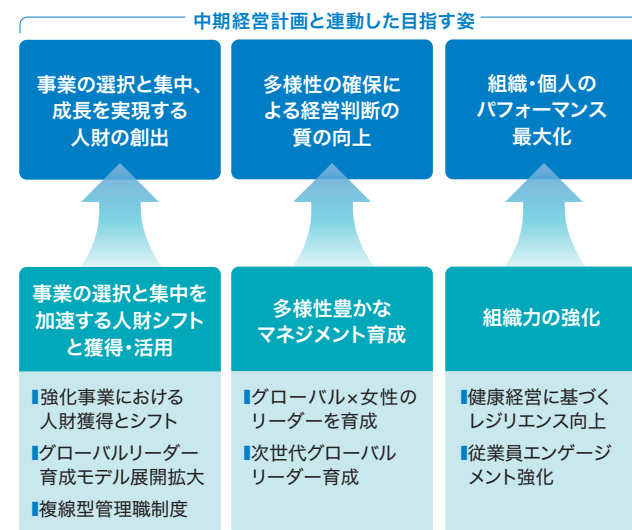 中期経営計画と連動した目指す姿
事業の選択と集中、
成長を実現する
人財の創出
多様性の確保に
よる経営判断の
質の向上
組織・個人の
パフォーマンス
最大化
事業の選択と集中を
加速する人財シフト
と獲得・活用
多様性豊かな
マネジメント育成
組織力の強化
強化事業における
人財獲得とシフト
グローバルリーダー
育成モデル展開拡大
複線型管理職制度
グローバル×女性の
リーダーを育成
次世代グローバル
リーダー育成
健康経営に基づく
レジリエンス向上
従業員エンゲージ
メント強化